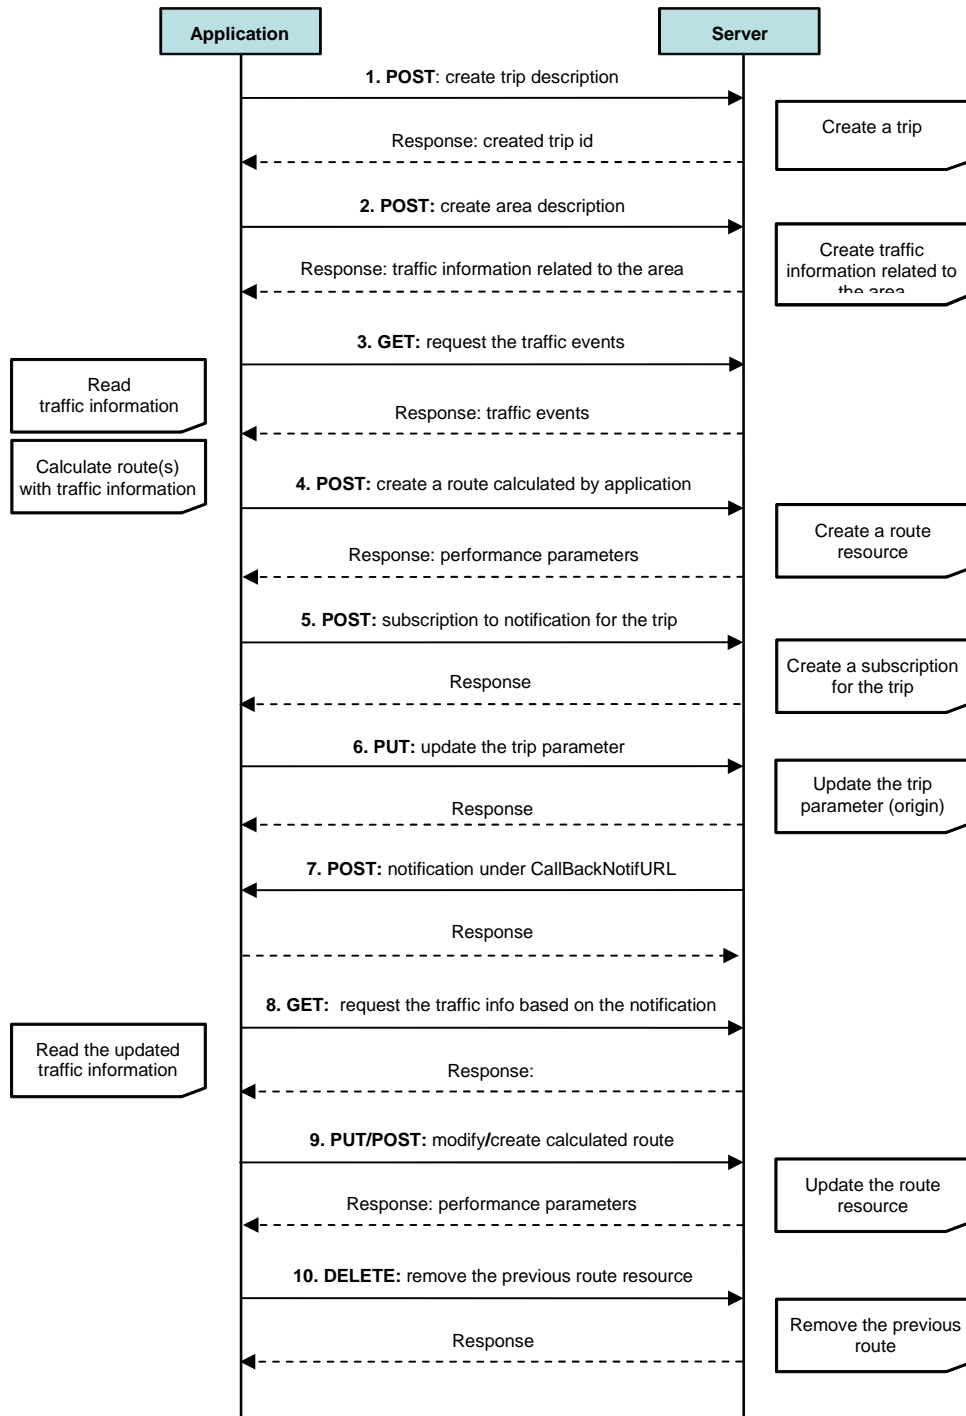 Application
Server
1. POST: create trip description
Create a trip
Response: created trip id
2. POST: create area description
Create traffic
information related to
the area
Response: traffic information related to the area
3. GET: request the traffic events
Read
traffic information
Response: traffic events
Calculate route(s)
with traffic information
4. POST: create a route calculated by application
Create a route
resource
Response: performance parameters
5. POST: subscription to notification for the trip
Create a subscription
for the trip
Response
6. PUT: update the trip parameter
Update the trip
parameter (origin)
Response
7. POST: notification under CallBackNotifURL
Response
8. GET:  request the traffic info based on the notification
Read the updated
traffic information
Response:
9. PUT/POST: modify/create calculated route
Update the route
resource
Response: performance parameters
10. DELETE: remove the previous route resource
Remove the previous
route
Response